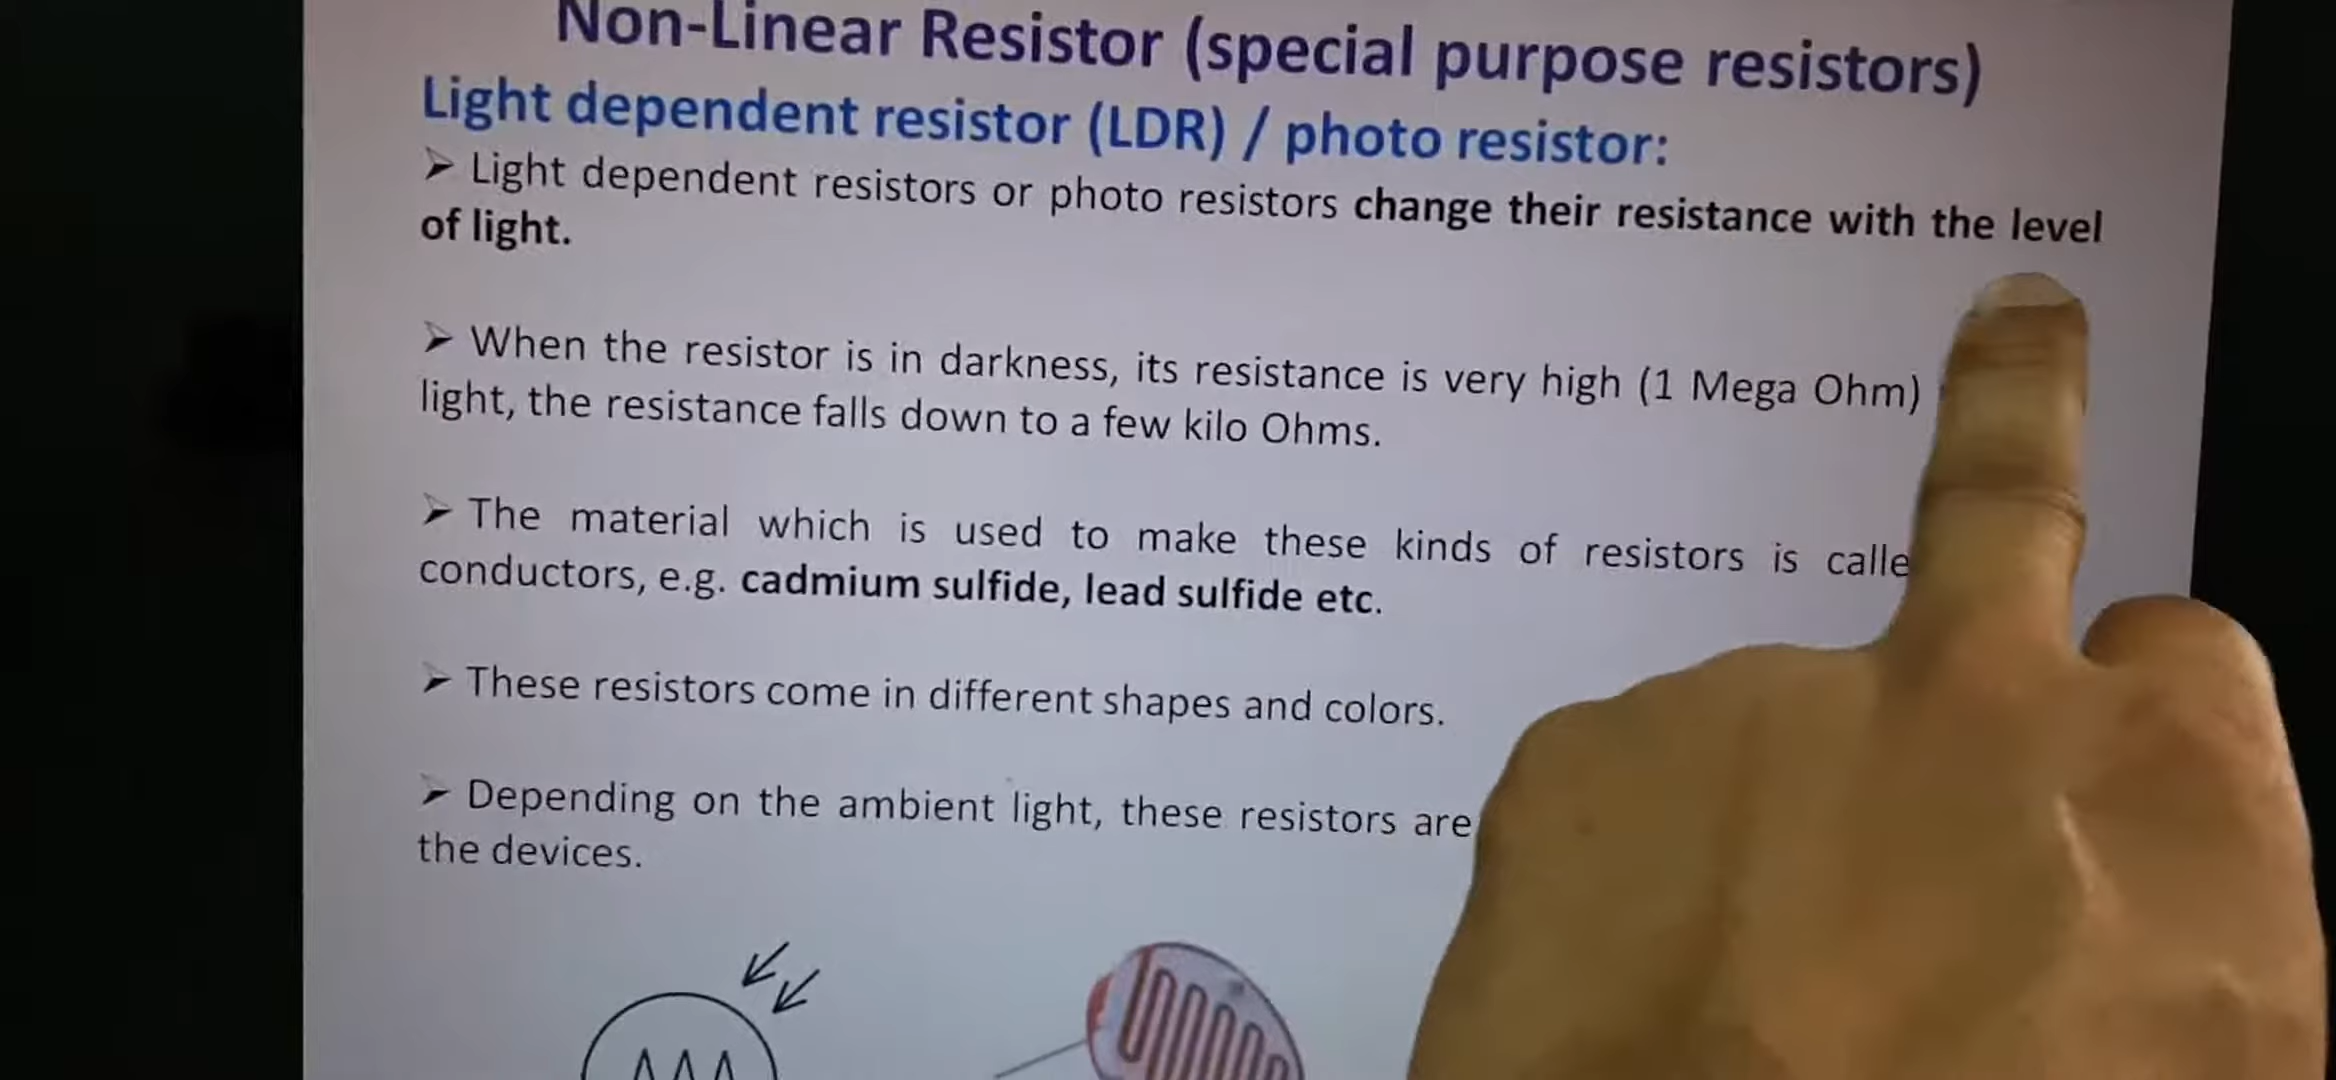 Non-Linear Resistor (special purpose resistors)
Light dependent resistor (LDR) / photo resistor:
➢ Light dependent resistors or photo resistors change their resistance with the level
of light.
➢ When the resistor is in darkness, its resistance is very high (1 Mega Ohm)
light, the resistance falls down to a few kilo Ohms.
➢ The material which is used to make these kinds of resistors is calle
conductors, e.g. cadmium sulfide, lead sulfide etc.
➢ These resistors come in different shapes and colors.
➢ Depending on the ambient light, these resistors are
the devices.